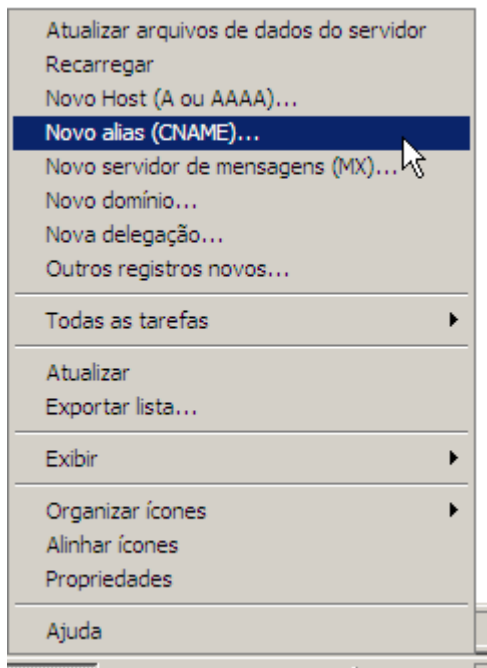 Atualizar arquivos de dados do servidor
Recarregar
Novo Host (A ou AAAA)...
Novo alias (CNAME)...
Novo servidor de mensagens (MX)...
Novo domínio...
Nova delegação...
Outros registros novos...
Todas as tarefas
Atualizar
Exportar lista...
Exibir
Organizar ícones
Alinhar ícones
Propriedades
Ajuda